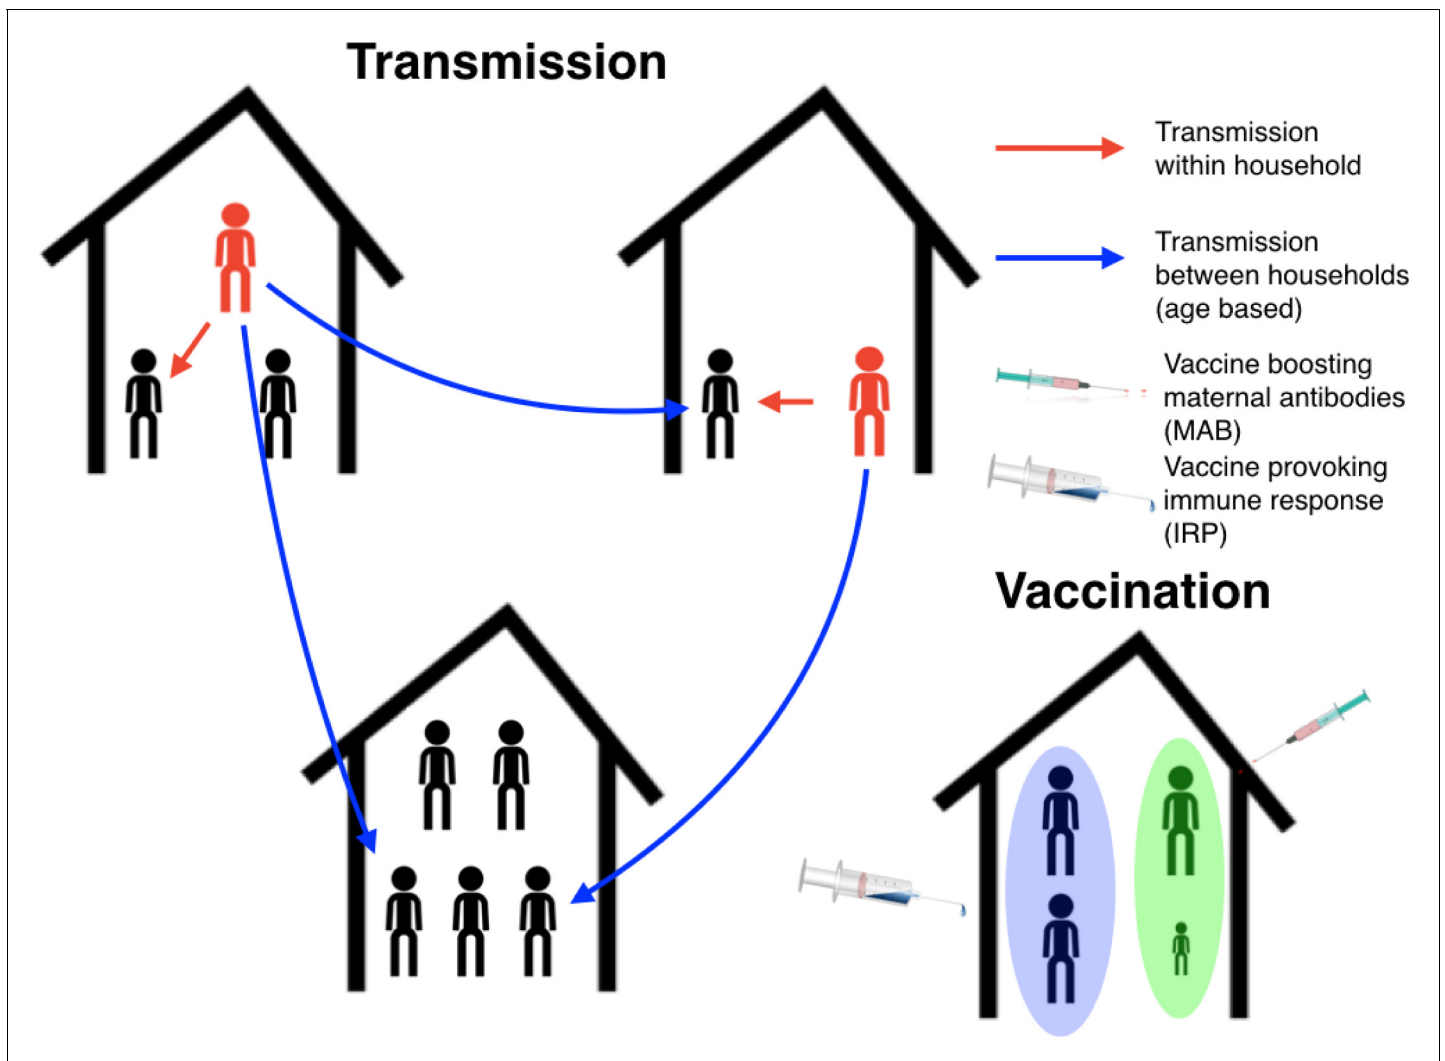 Transmission
Transmission
within household
Transmission
between households
(age based)
Vaccine boosting
maternal antibodies
(MAB)
Vaccine provoking
immune response
(IRP)
Vaccination